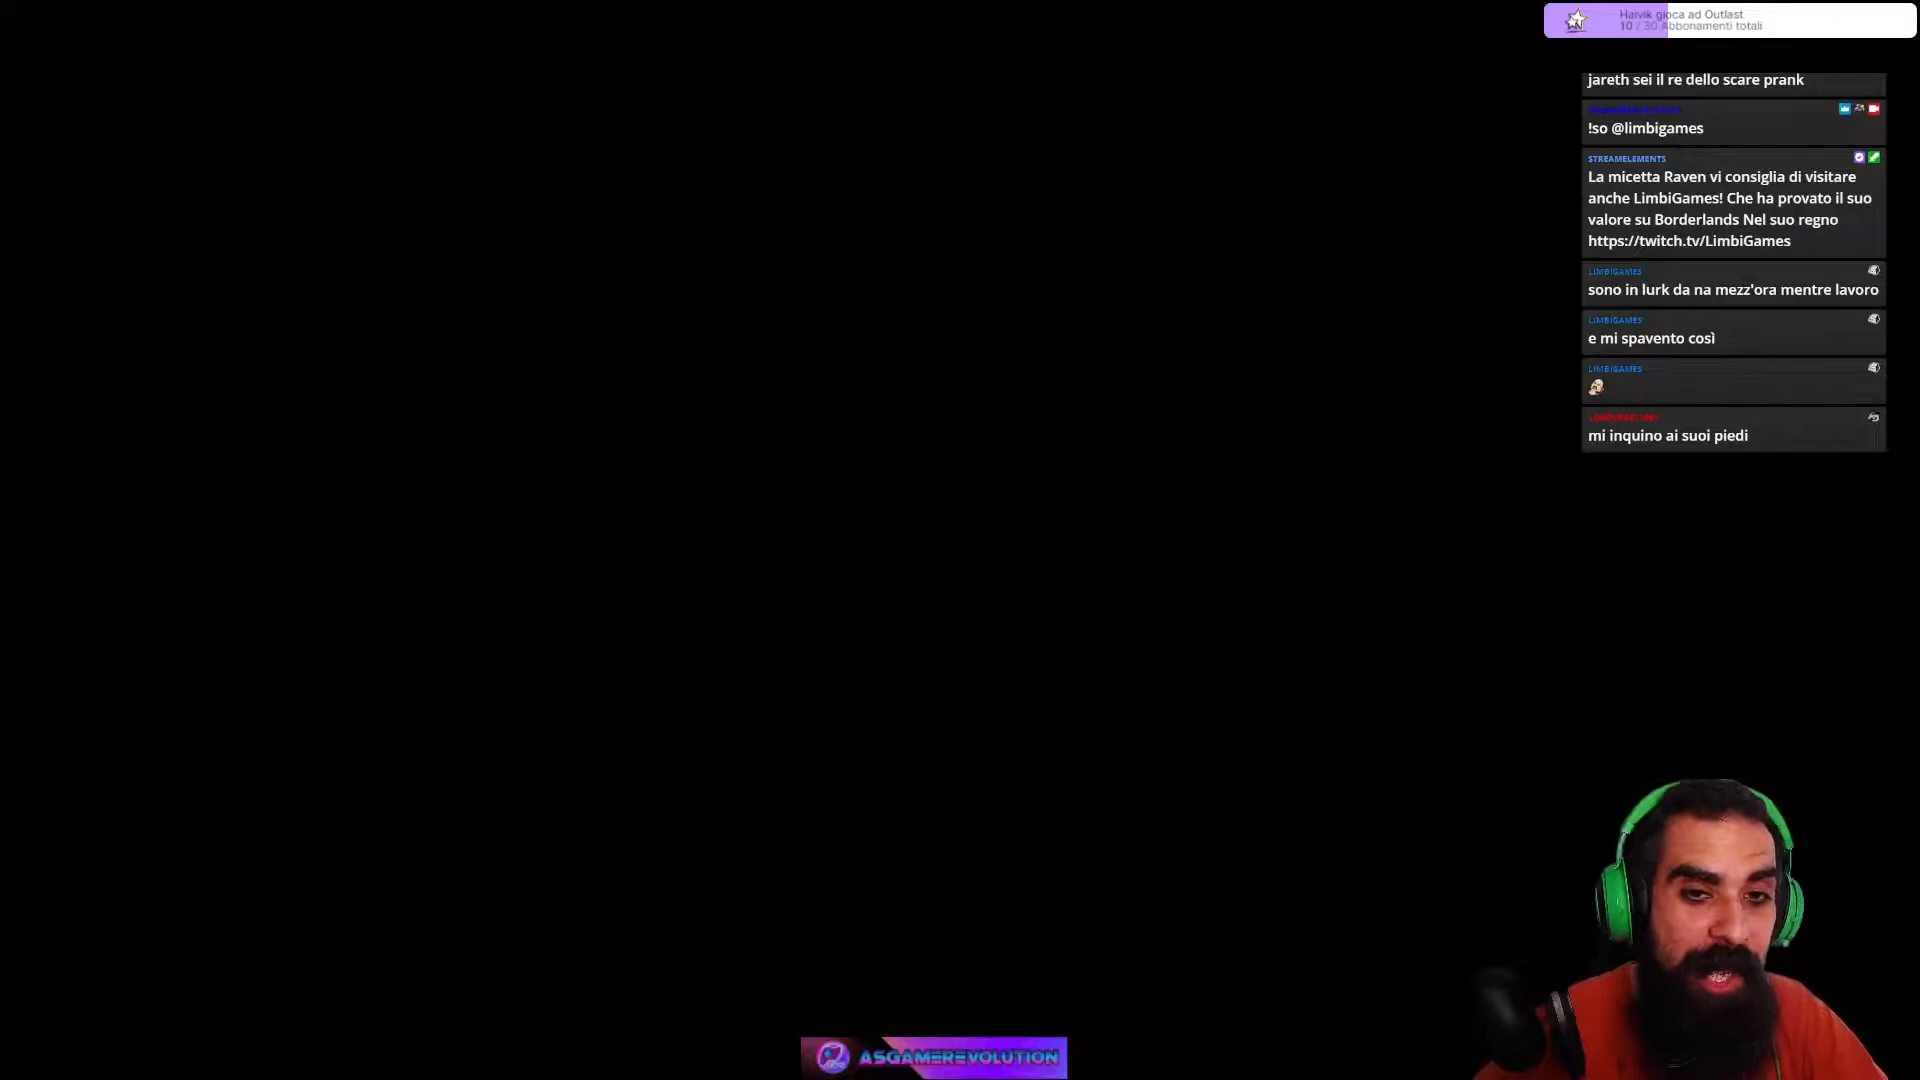 Harvik gioca ad Outlast
10 / 30 Abbonamenti totali
jareth sei il re dello scare prank
!so @limbigames
STREAMELEMENTS
La micetta Raven vi consiglia di visitare
anche LimbiGames! Che ha provato il suo
valore su Borderlands Nel suo regno
https://twitch.tv/LimbiGames
LIMBIGAMES
sono in lurk da na mezz'ora mentre lavoro
LIMBIGAMES
e mi spavento così
LIMBIGAMES
mi inquino ai suoi piedi
ASGAMEREVOLUTION